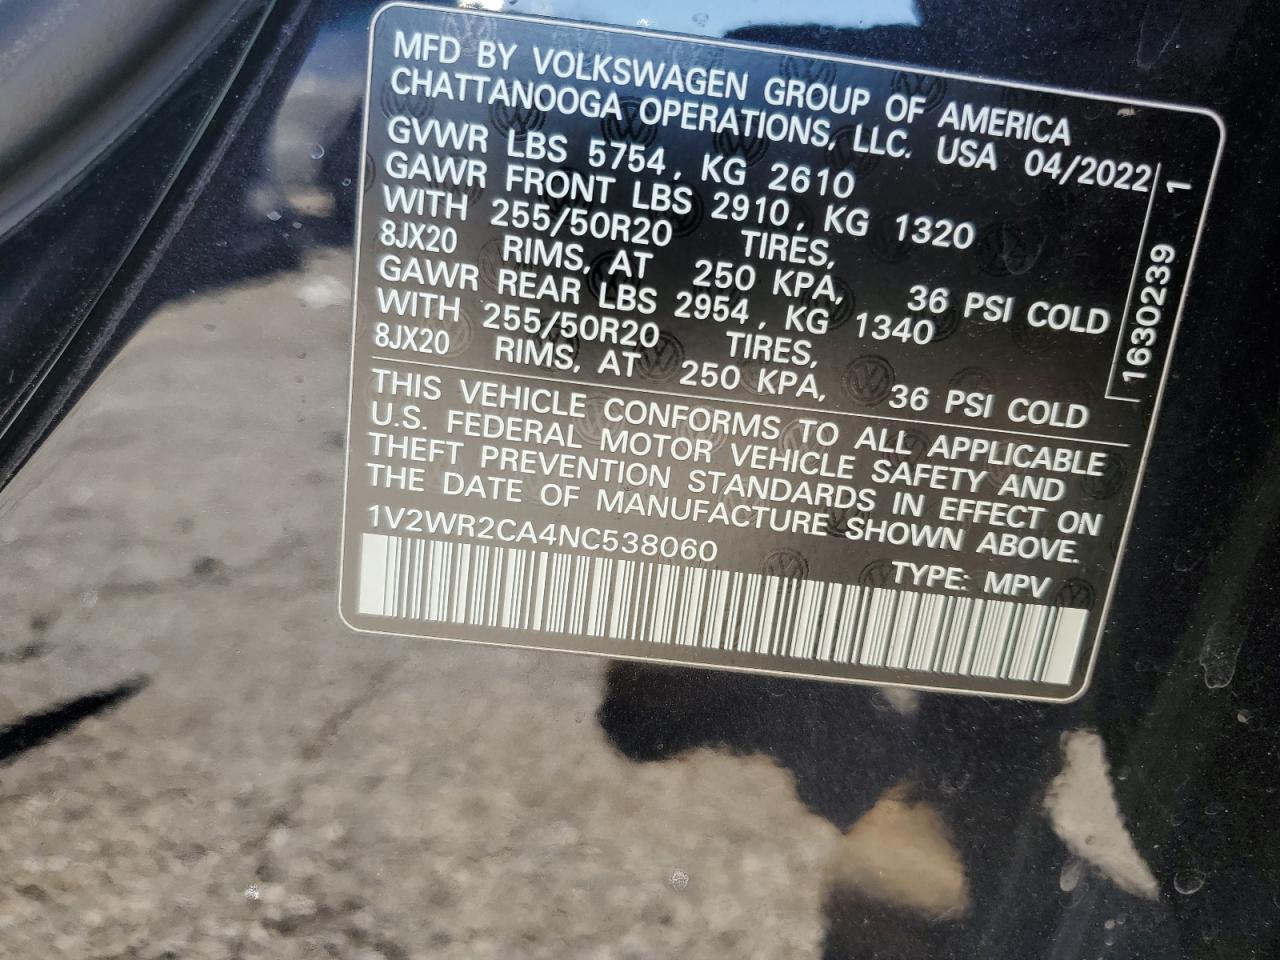 MFD BY VOLKSWAGEN GROUP OF AMERICA
CHATTANOOGA OPERATIONS, LLC. USA 04/2022
GVWR LBS 5754, KG 2610
GAWR FRONT LBS 2910, KG 1320
WITH 255/50R20 TIRES,
8JX20 RIMS, AT 250 KPA, 36 PSI COLD
GAWR REAR LBS 2954, KG 1340
WITH 255/50R20 TIRES,
8JX20 RIMS, AT 250 KPA, 36 PSI COLD
THIS VEHICLE CONFORMS TO ALL APPLICABLE
U.S. FEDERAL MOTOR VEHICLE SAFETY AND
THEFT PREVENTION STANDARDS IN EFFECT ON
THE DATE OF MANUFACTURE SHOWN ABOVE.
1V2WR2CA4NC538060
TYPE: MPV
1630239 1